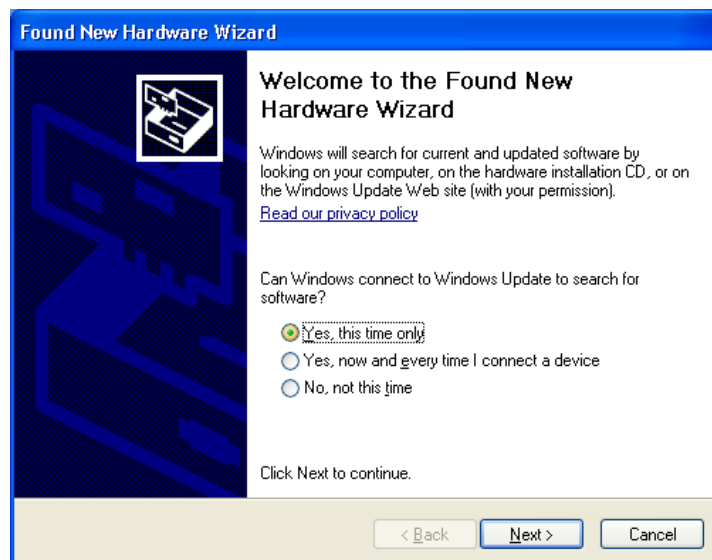 Found New Hardware Wizard
Welcome to the Found New
Hardware Wizard
Windows will search for current and updated software by
looking on your computer, on the hardware installation CD, or on
the Windows Update Web site (with your permission).
Read our privacy policy
Can Windows connect to Windows Update to search for
software?
Yes, this time only
Yes, now and every time I connect a device
No, not this time
Click Next to continue.
< Back Next > Cancel